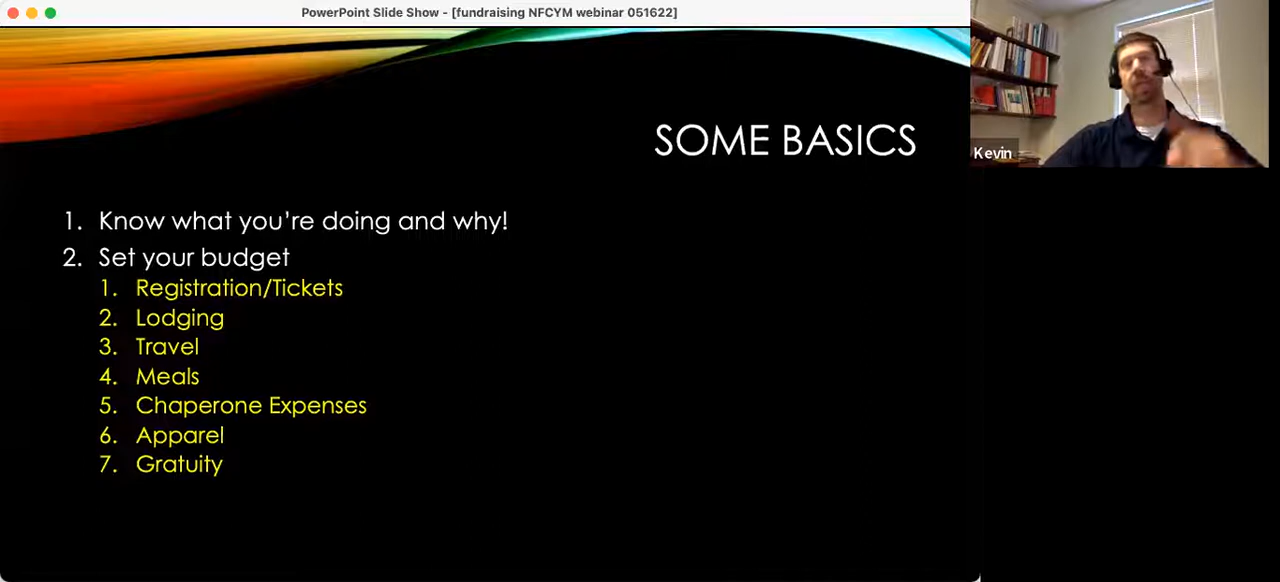 PowerPoint Slide Show - [fundraising NFCYM webinar 051622]
SOME BASICS
Kevin
1. Know what you're doing and why!
2. Set your budget
1. Registration/Tickets
2. Lodging
3. Travel
4. Meals
5. Chaperone Expenses
6. Apparel
7. Gratuity